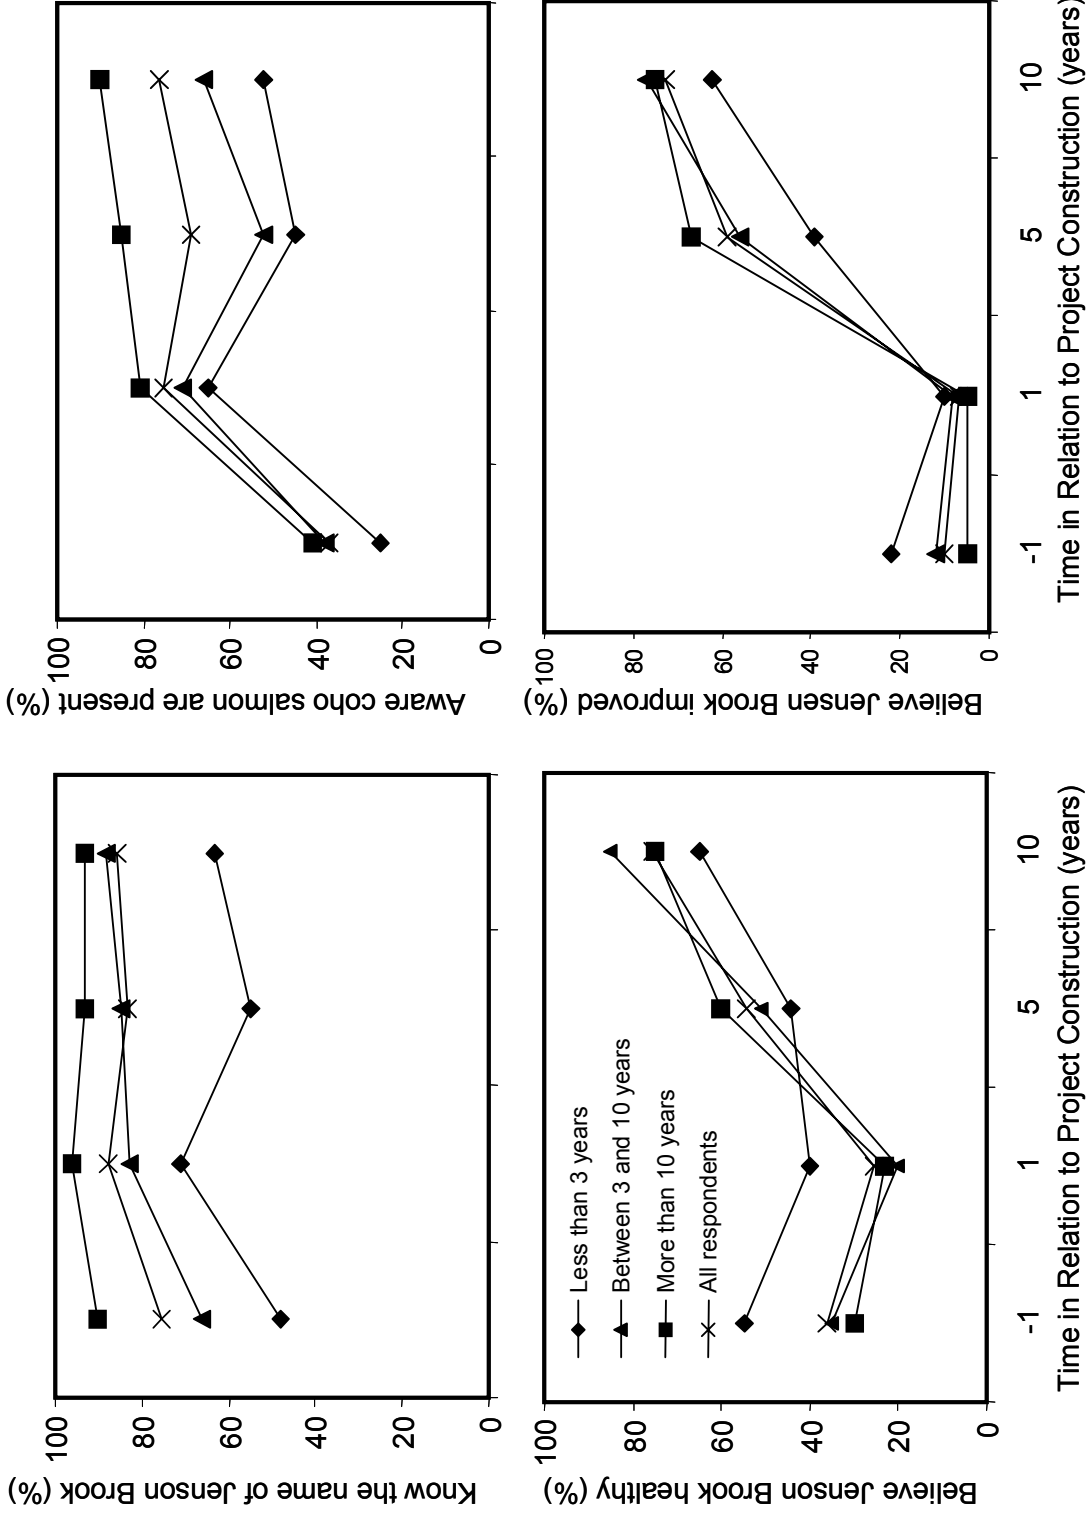 Know the name of Jenson Brook (%)
100
80
60
40
20
0
Aware coho salmon are present (%)
100
80
60
40
20
0
Believe Jenson Brook healthy (%)
100
80
60
40
20
0
Less than 3 years
Between 3 and 10 years
More than 10 years
All respondents
-1 1 5 10
Time in Relation to Project Construction (years)
Believe Jensen Brook improved (%)
100
80
60
40
20
0
-1 1 5 10
Time in Relation to Project Construction (years)